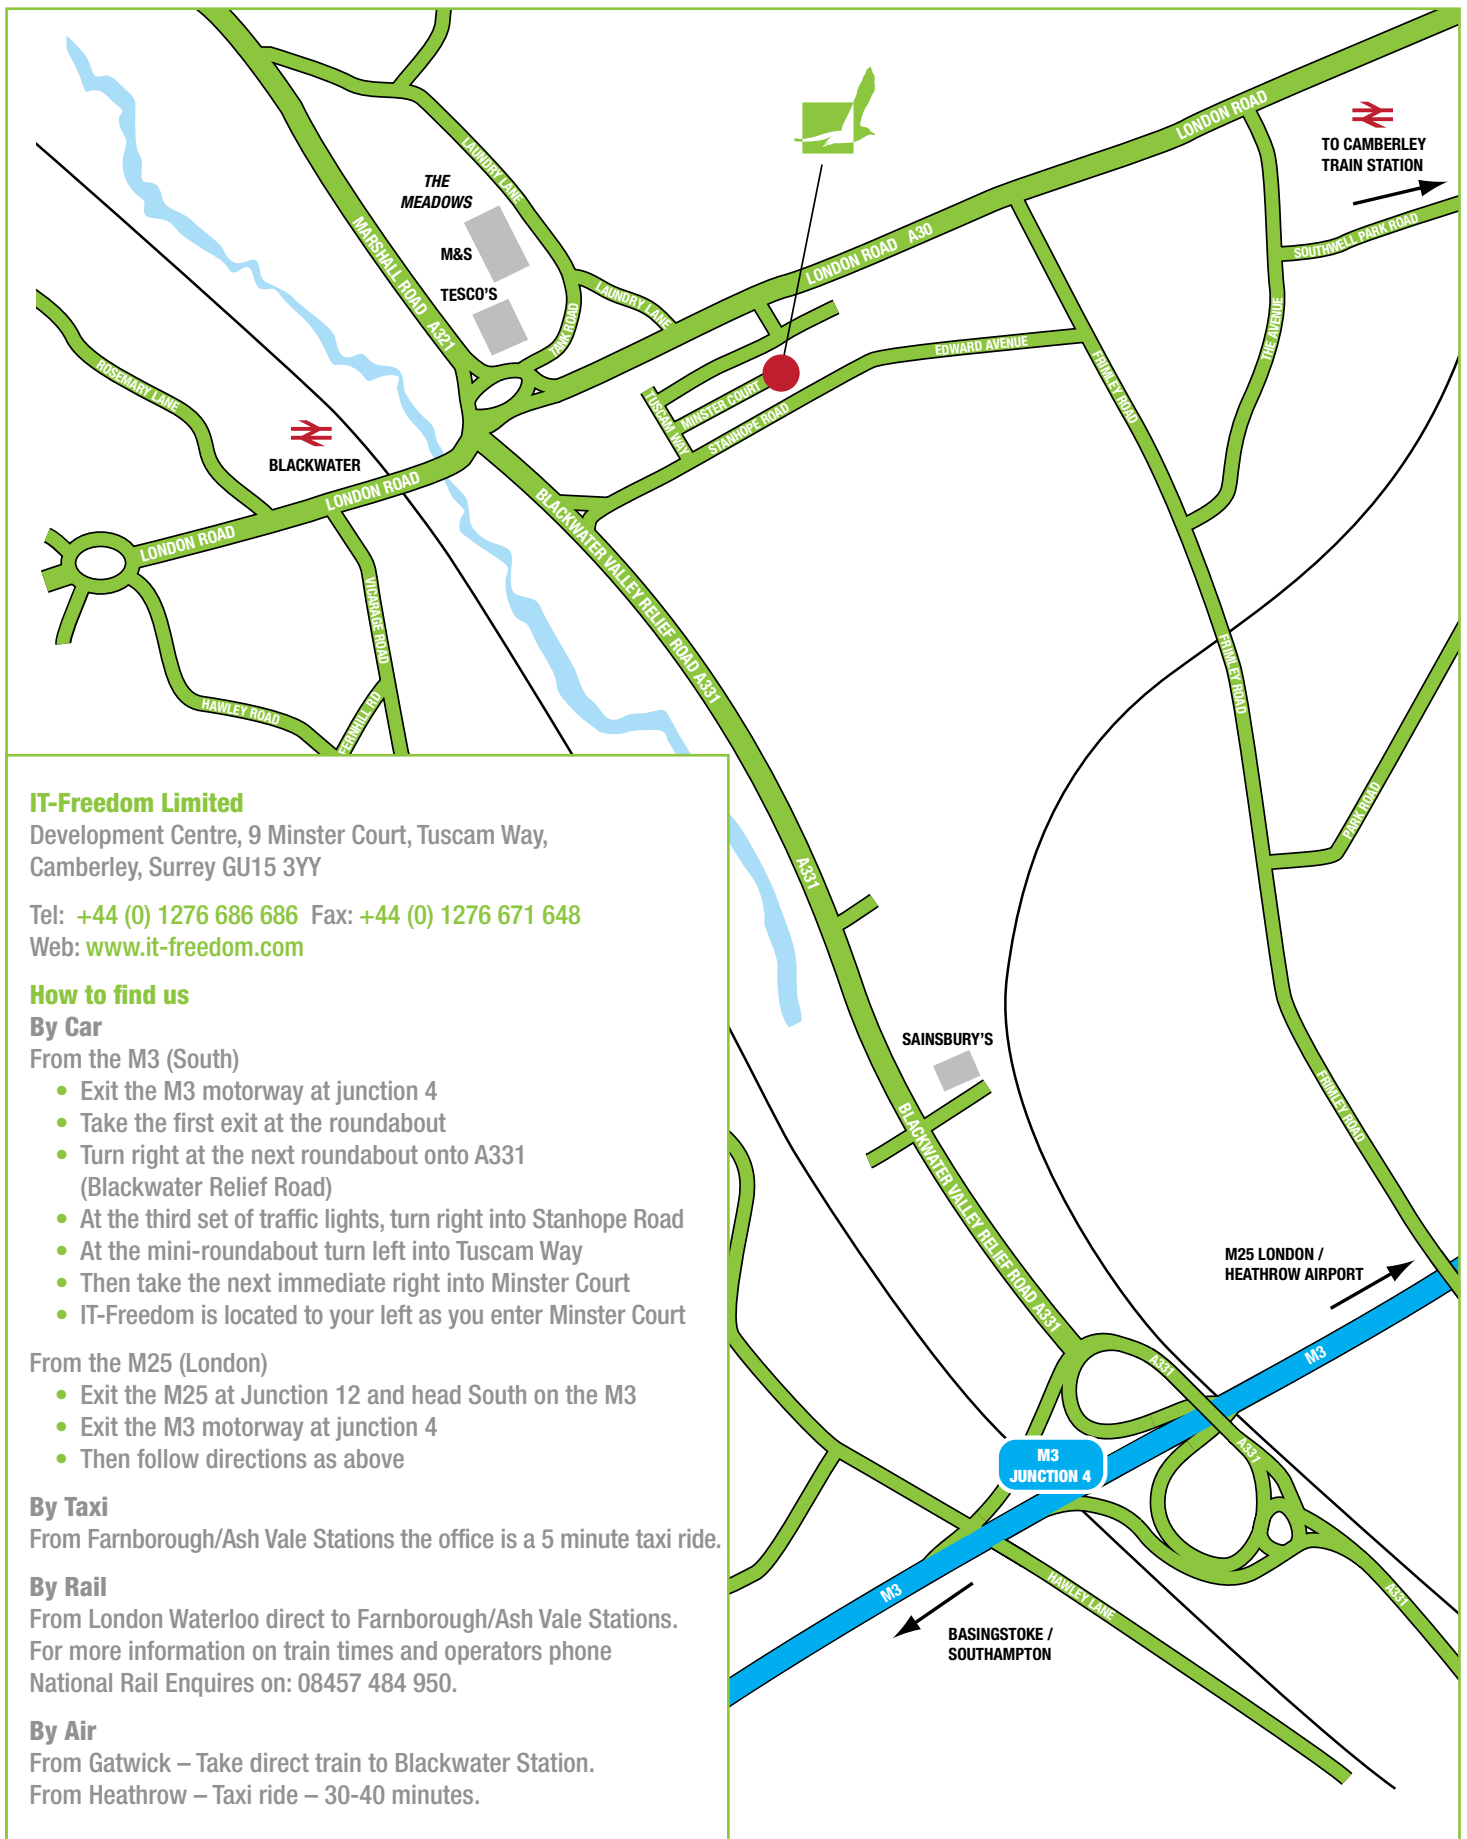 LONDON ROAD
TO CAMBERLEY
TRAIN STATION
LAUNDRY LANE
THE
MEADOWS
SOUTHWELL PARK ROAD
MARSHALL ROAD A321
M&S
LONDON ROAD A30
TESCO'S
LAUNDRY LANE
TANK ROAD
THE AVENUE
EDWARD AVENUE
ROSEMARY LANE
FRIMLEY ROAD
TUSCAM WAY
MINSTER COURT
STANHOPE ROAD
BLACKWATER
LONDON ROAD
LONDON ROAD
BLACKWATER VALLEY RELIEF ROAD A331
VICARAGE ROAD
FRIMLEY ROAD
HAWLEY ROAD
FERNHILL RD
PARK ROAD
A331
SAINSBURY'S
FRIMLEY ROAD
BLACKWATER VALLEY RELIEF ROAD A331
M25 LONDON /
HEATHROW AIRPORT
M3
A331
A331
M3
JUNCTION 4
M3
HAWLEY LANE
A331
BASINGSTOKE /
SOUTHAMPTON
IT-Freedom Limited
Development Centre, 9 Minster Court, Tuscam Way,
Camberley, Surrey GU15 3YY
Tel: +44 (0) 1276 686 686 Fax: +44 (0) 1276 671 648
Web: www.it-freedom.com
How to find us
By Car
From the M3 (South)
• Exit the M3 motorway at junction 4
• Take the first exit at the roundabout
• Turn right at the next roundabout onto A331
(Blackwater Relief Road)
• At the third set of traffic lights, turn right into Stanhope Road
• At the mini-roundabout turn left into Tuscam Way
• Then take the next immediate right into Minster Court
• IT-Freedom is located to your left as you enter Minster Court
From the M25 (London)
• Exit the M25 at Junction 12 and head South on the M3
• Exit the M3 motorway at junction 4
• Then follow directions as above
By Taxi
From Farnborough/Ash Vale Stations the office is a 5 minute taxi ride.
By Rail
From London Waterloo direct to Farnborough/Ash Vale Stations.
For more information on train times and operators phone
National Rail Enquires on: 08457 484 950.
By Air
From Gatwick – Take direct train to Blackwater Station.
From Heathrow – Taxi ride – 30-40 minutes.